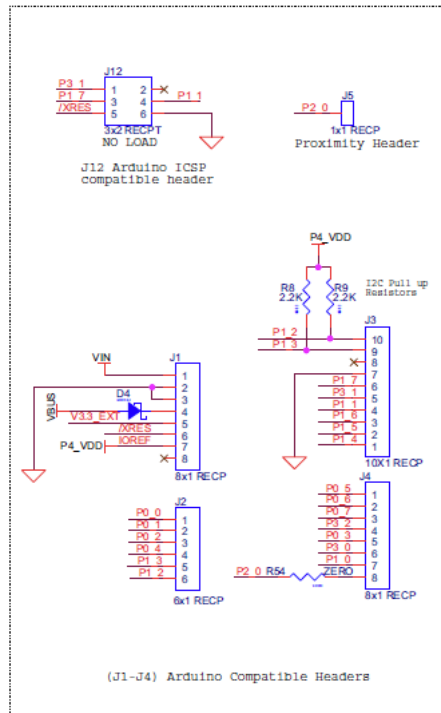 J12
P3_1 1 2
P1_7 3 4 P1_1
/XRES 5 6
3x2 RECPT
NO LOAD
J12 Arduino ICSP
compatible header
J5
P2_0
1x1 RECP
Proximity Header
P4_VDD
R8
2.2K
R9
2.2K
I2C Pull up
Resistors
J3
P1_2 10
P1_3 9
8
7
P1_7 6
P3_1 5
P1_1 4
P1_6 3
P1_5 2
P1_4 1
10X1 RECP
VIN
J1
1
2
3
VBUS D4 4
V3.3_EXT 5
/XRES 6
P4_VDD IOREF 7
8
8x1 RECP
J2
P0_0 1
P0_1 2
P0_2 3
P0_4 4
P1_3 5
P1_2 6
6x1 RECP
J4
P0_5 1
P0_6 2
P0_7 3
P3_2 4
P0_3 5
P3_0 6
P1_0 7
P2_0 R54 ZERO 8
8x1 RECP
(J1-J4) Arduino Compatible Headers